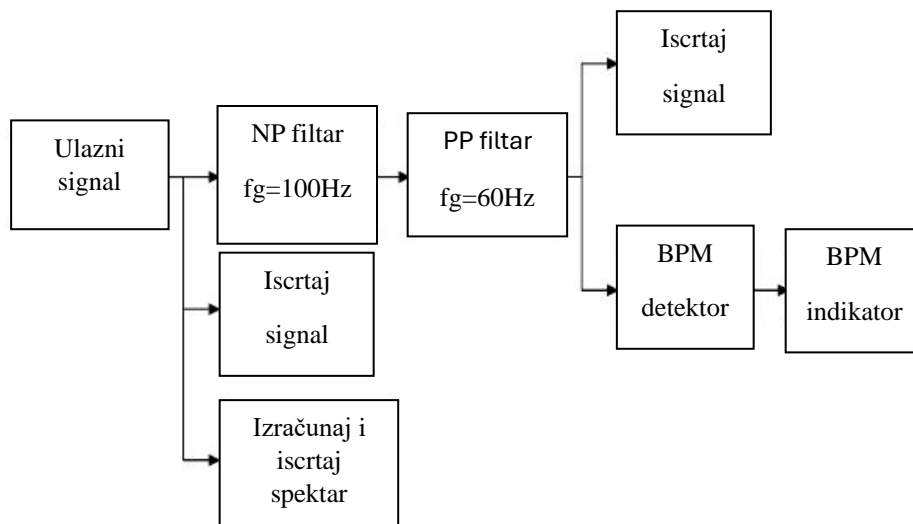 Ulazni
signal
NP filtar
fg=100Hz
PP filtar
fg=60Hz
Iscrtaj
signal
Iscrtaj
signal
Izračunaj i
iscrtaj
spektar
BPM
detektor
BPM
indikator